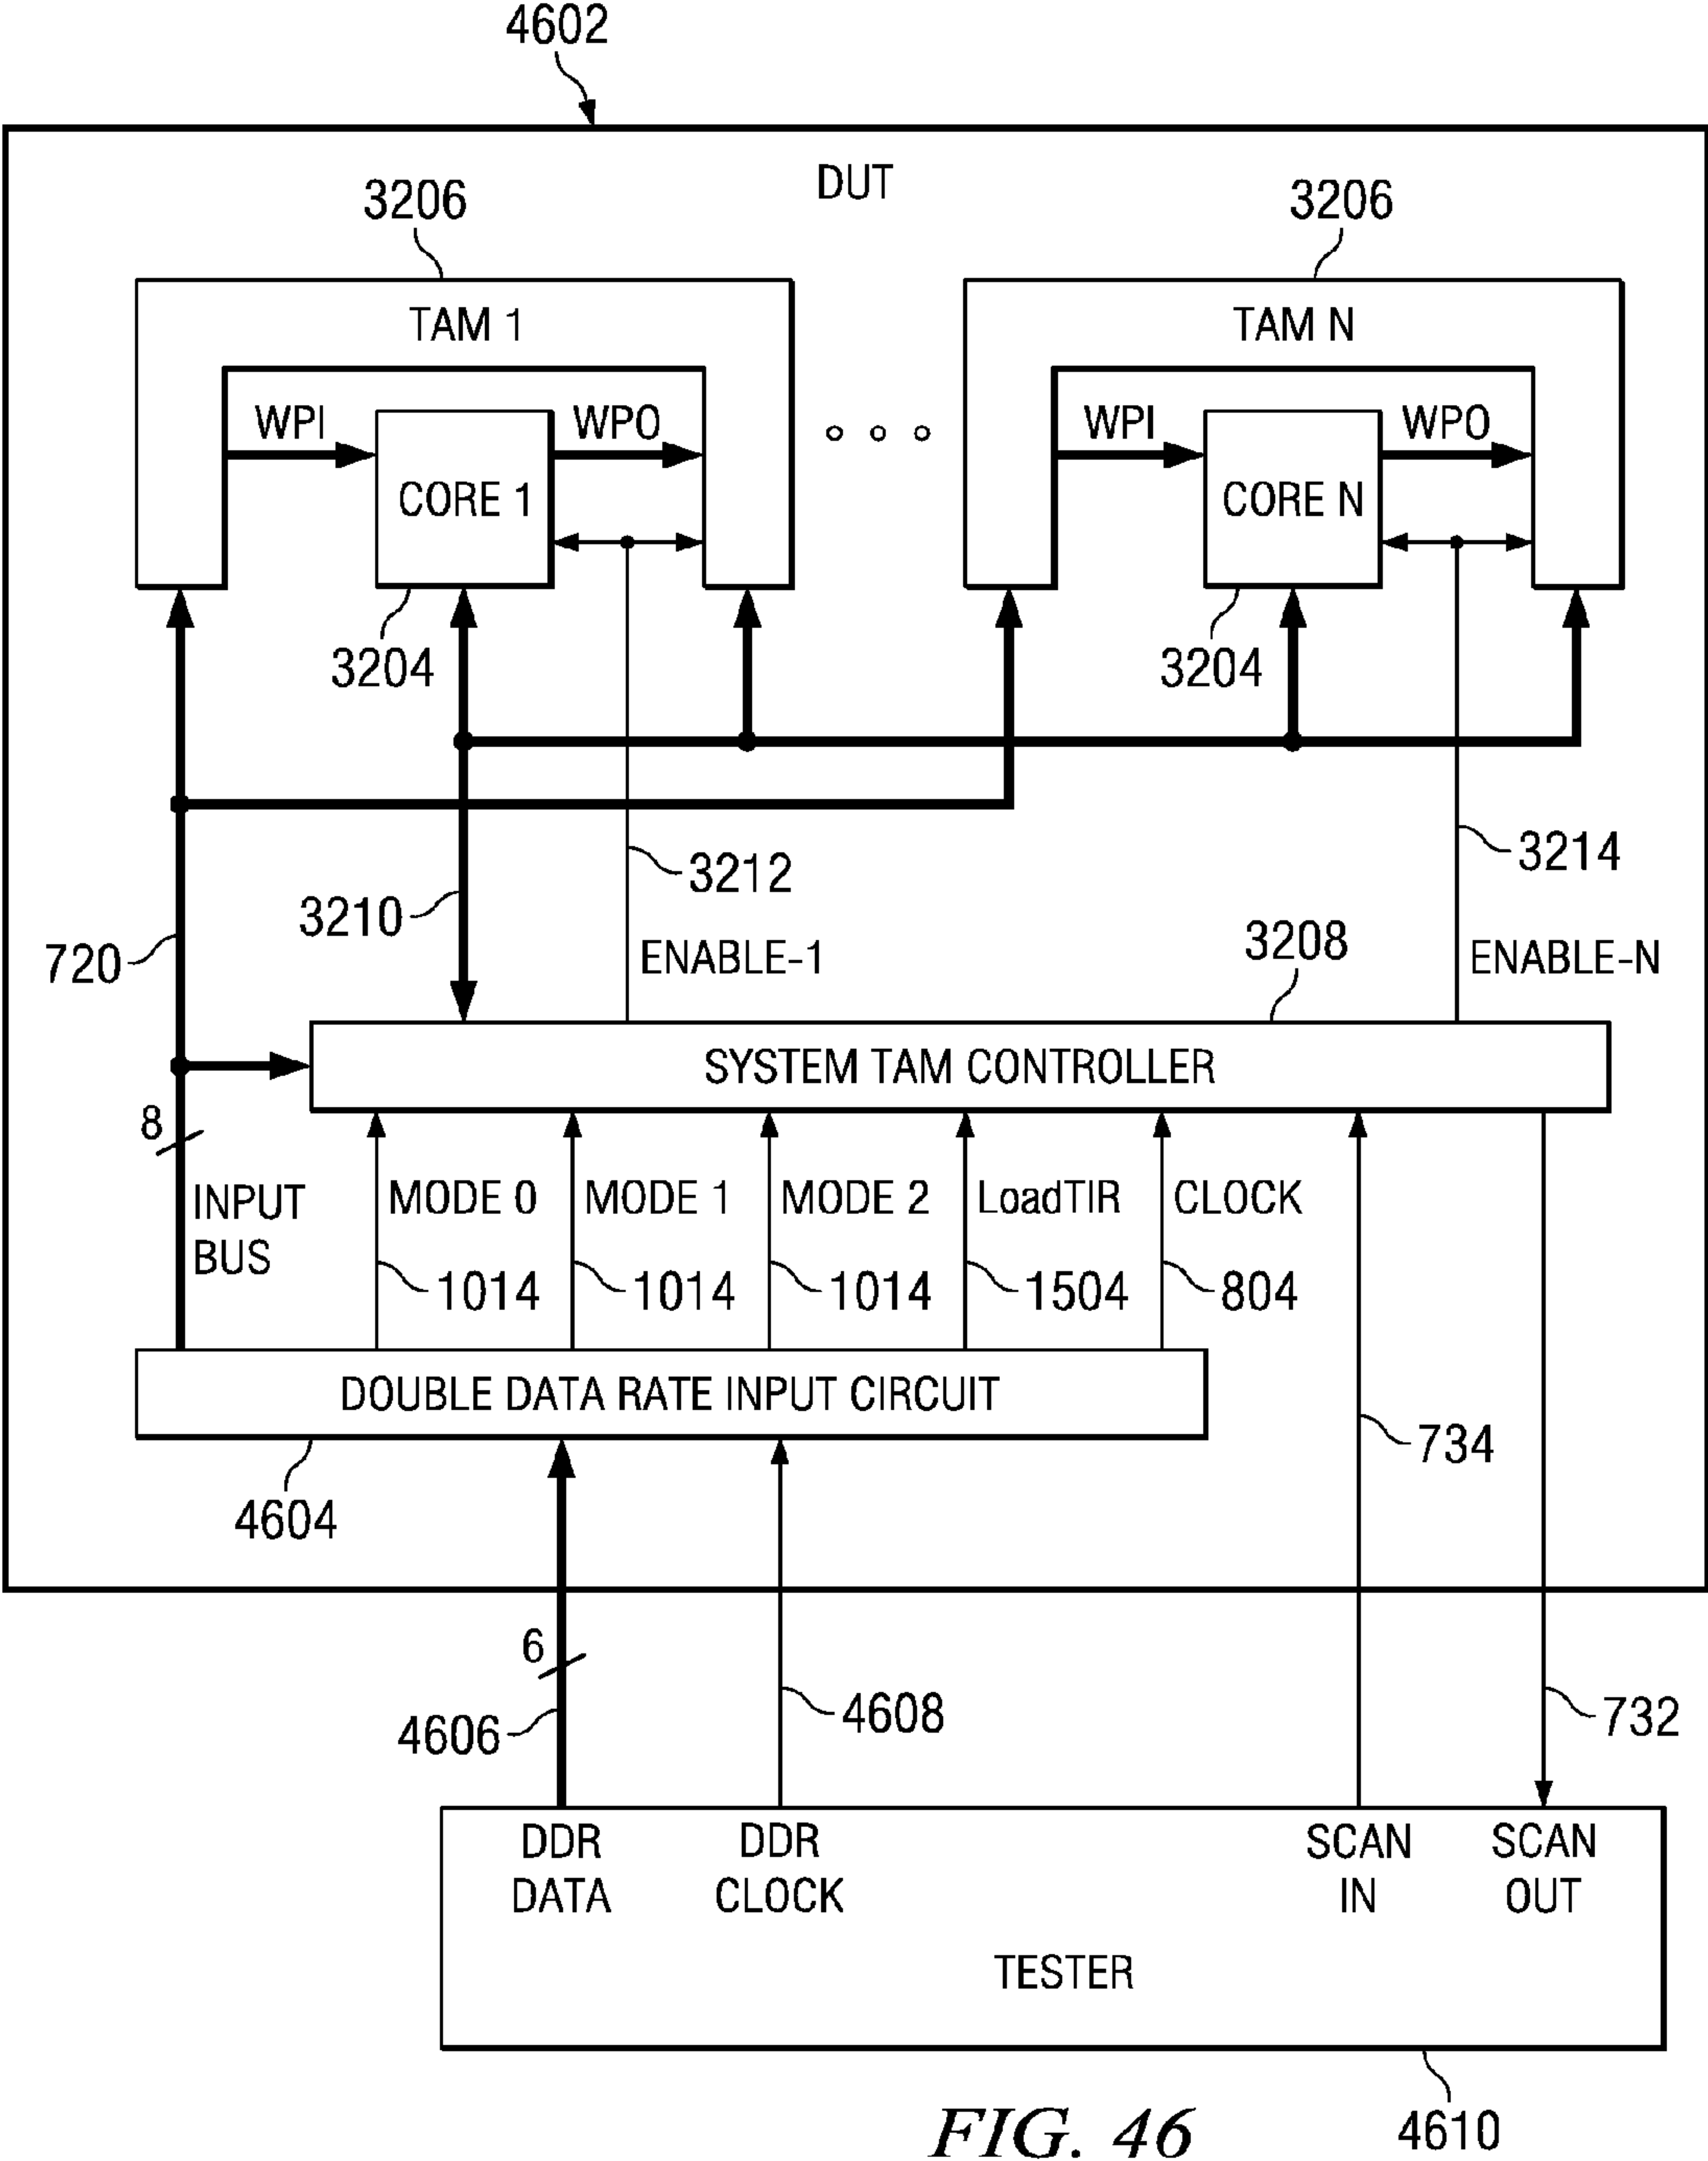 4602
DUT
3206
3206
TAM 1
TAM N
WPI
WPO
WPI
WPO
CORE 1
CORE N
3204
3204
3212
3214
3210
720
ENABLE-1
3208
ENABLE-N
SYSTEM TAM CONTROLLER
8
INPUT
BUS
MODE 0
MODE 1
MODE 2
LoadTIR
CLOCK
1014
1014
1014
1504
804
DOUBLE DATA RATE INPUT CIRCUIT
734
4604
6
4606
4608
732
DDR
DATA
DDR
CLOCK
SCAN
IN
SCAN
OUT
TESTER
4610
FIG. 46